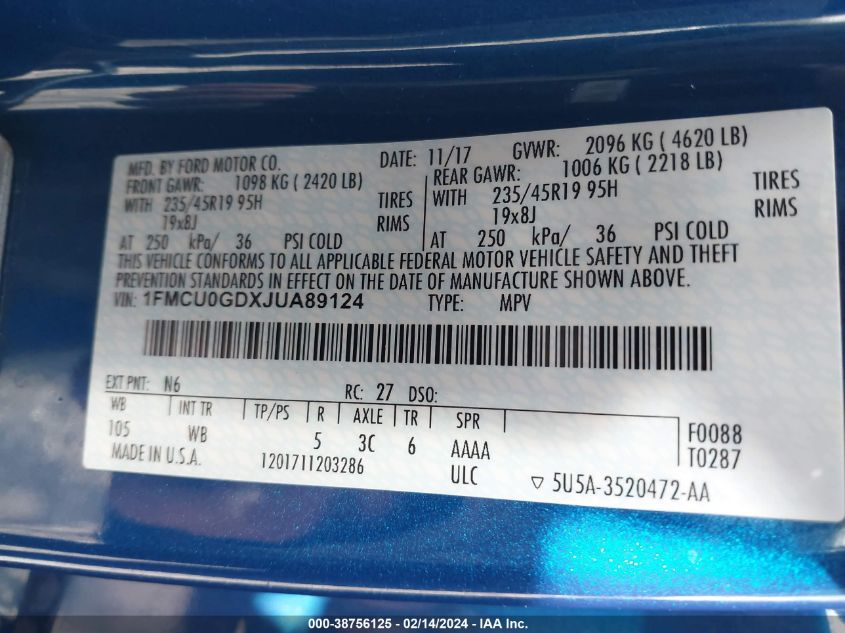 MFD. BY FORD MOTOR CO. DATE: 11/17 GVWR: 2096 KG ( 4620 LB)
FRONT GAWR: 1098 KG ( 2420 LB) REAR GAWR: 1006 KG ( 2218 LB)
WITH 235/45R19 95H TIRES WITH 235/45R19 95H TIRES
19x8J RIMS 19x8J RIMS
AT 250 kPa/ 36 PSI COLD AT 250 kPa/ 36 PSI COLD
THIS VEHICLE CONFORMS TO ALL APPLICABLE FEDERAL MOTOR VEHICLE SAFETY AND THEFT
PREVENTION STANDARDS IN EFFECT ON THE DATE OF MANUFACTURE SHOWN ABOVE.
VIN: 1FMCU0GDXJUA89124 TYPE: MPV
EXT PNT: N6 RC: 27 DSO:
WB INT TR TP/PS R AXLE TR SPR
105 WB 5 3C 6 AAAA F0088
MADE IN U.S.A. 1201711203286 ULC T0287
▽ 5U5A-3520472-AA
000-38756125 - 02/14/2024 - IAA Inc.